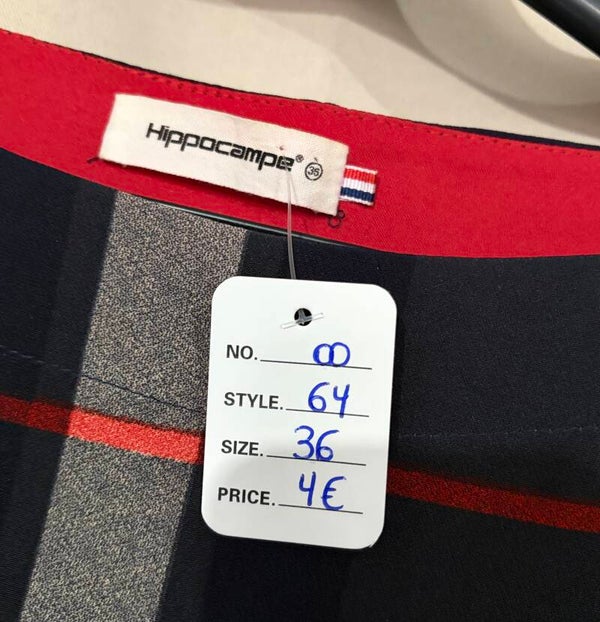 Hippocampe® 36
NO. 00
STYLE. 64
SIZE. 36
PRICE. 4€